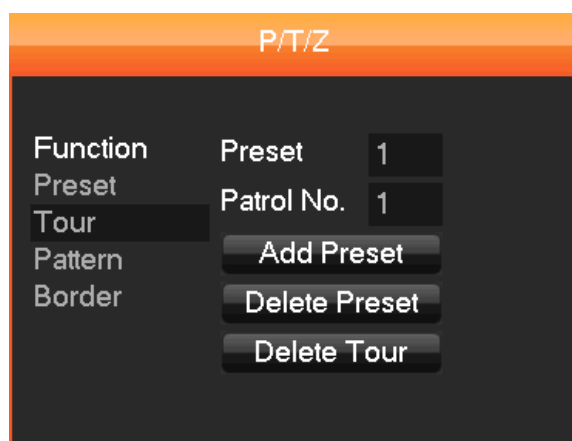 P/T/Z
Function
Preset
Tour
Pattern
Border
Preset 1
Patrol No. 1
Add Preset
Delete Preset
Delete Tour